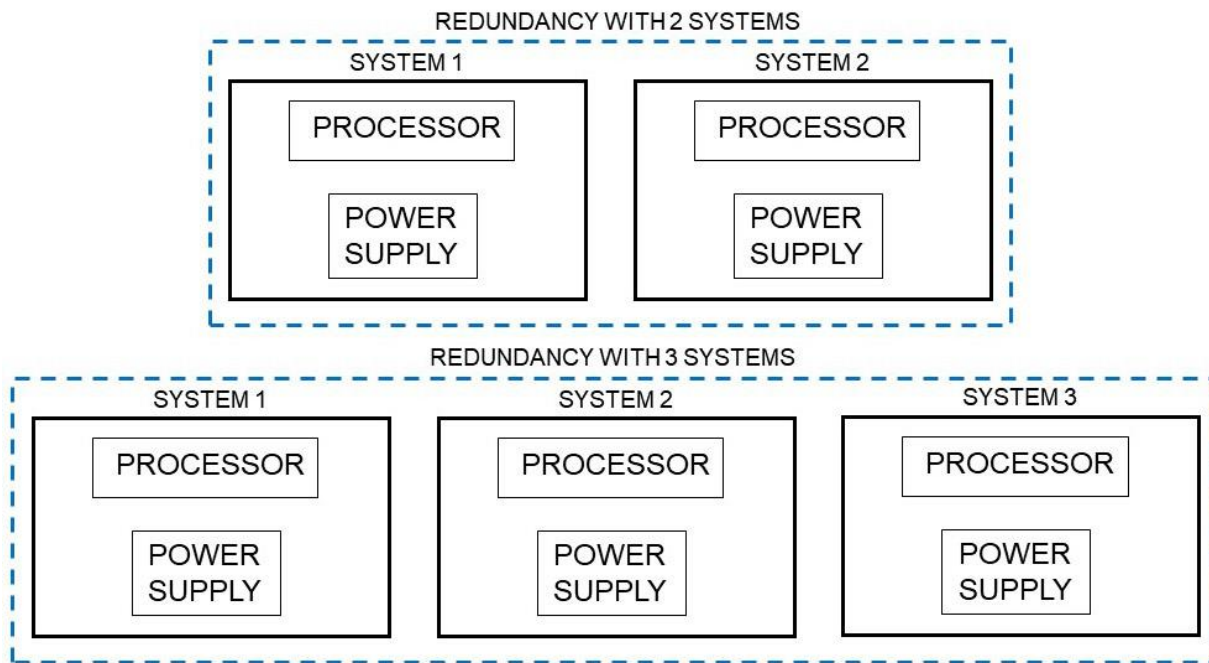 REDUNDANCY WITH 2 SYSTEMS
SYSTEM 1
SYSTEM 2
PROCESSOR
PROCESSOR
POWER
SUPPLY
POWER
SUPPLY
REDUNDANCY WITH 3 SYSTEMS
SYSTEM 1
SYSTEM 2
SYSTEM 3
PROCESSOR
PROCESSOR
PROCESSOR
POWER
SUPPLY
POWER
SUPPLY
POWER
SUPPLY